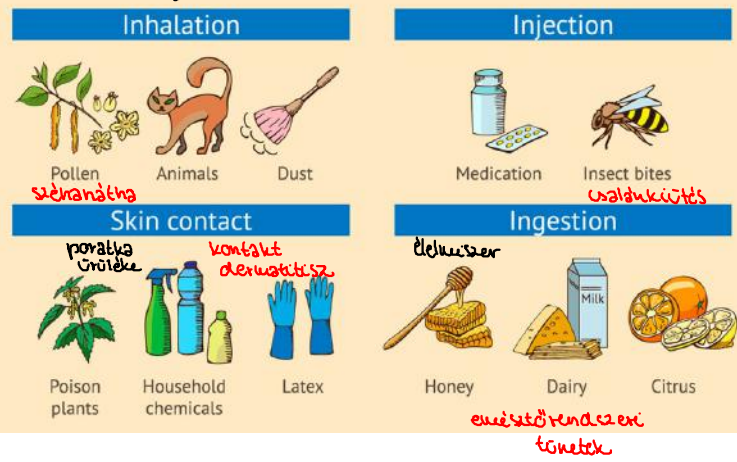 Inhalation
Injection
Pollen
Animals
Dust
szénanátha
Medication
Insect bites
csalánkiütés
Skin contact
Ingestion
poratka
ürüléke
kontakt
dermatitisz
élelmiszer
Milk
Poison
plants
Household
chemicals
Latex
Honey
Dairy
Citrus
emésztőrendszeri
tünetek